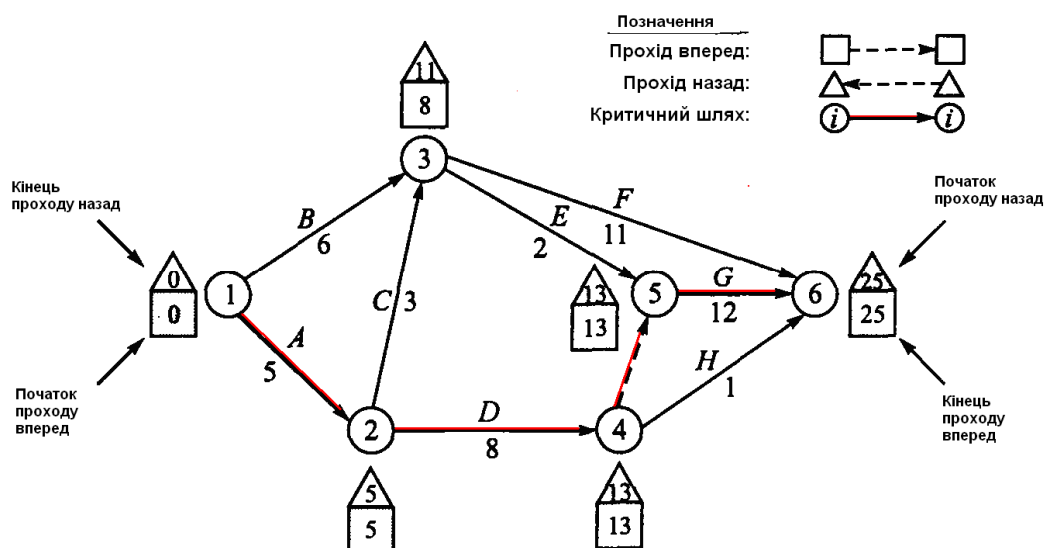 Позначення
Прохід вперед:
Прохід назад:
Критичний шлях:
i
i
11
8
3
Кінець
проходу назад
Початок
проходу назад
B
6
F
11
E
2
0
0
1
C 3
A
5
13
13
5
G
12
6
25
25
H
1
Початок
проходу
вперед
Кінець
проходу
вперед
2
D
8
4
5
5
13
13